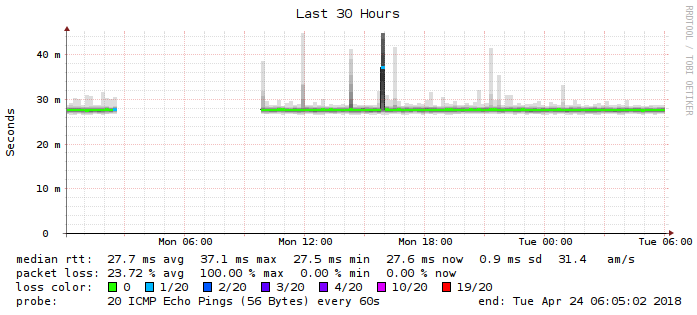 Last 30 Hours
RRDTOOL / TOBI OETIKER
Seconds
40 m
30 m
20 m
10 m
0
Mon 06:00 Mon 12:00 Mon 18:00 Tue 00:00 Tue 06:00
median rtt: 27.7 ms avg 37.1 ms max 27.5 ms min 27.6 ms now 0.9 ms sd 31.4 am/s
packet loss: 23.72 % avg 100.00 % max 0.00 % min 0.00 % now
loss color: 0 1/20 2/20 3/20 4/20 10/20 19/20
probe: 20 ICMP Echo Pings (56 Bytes) every 60s end: Tue Apr 24 06:05:02 2018